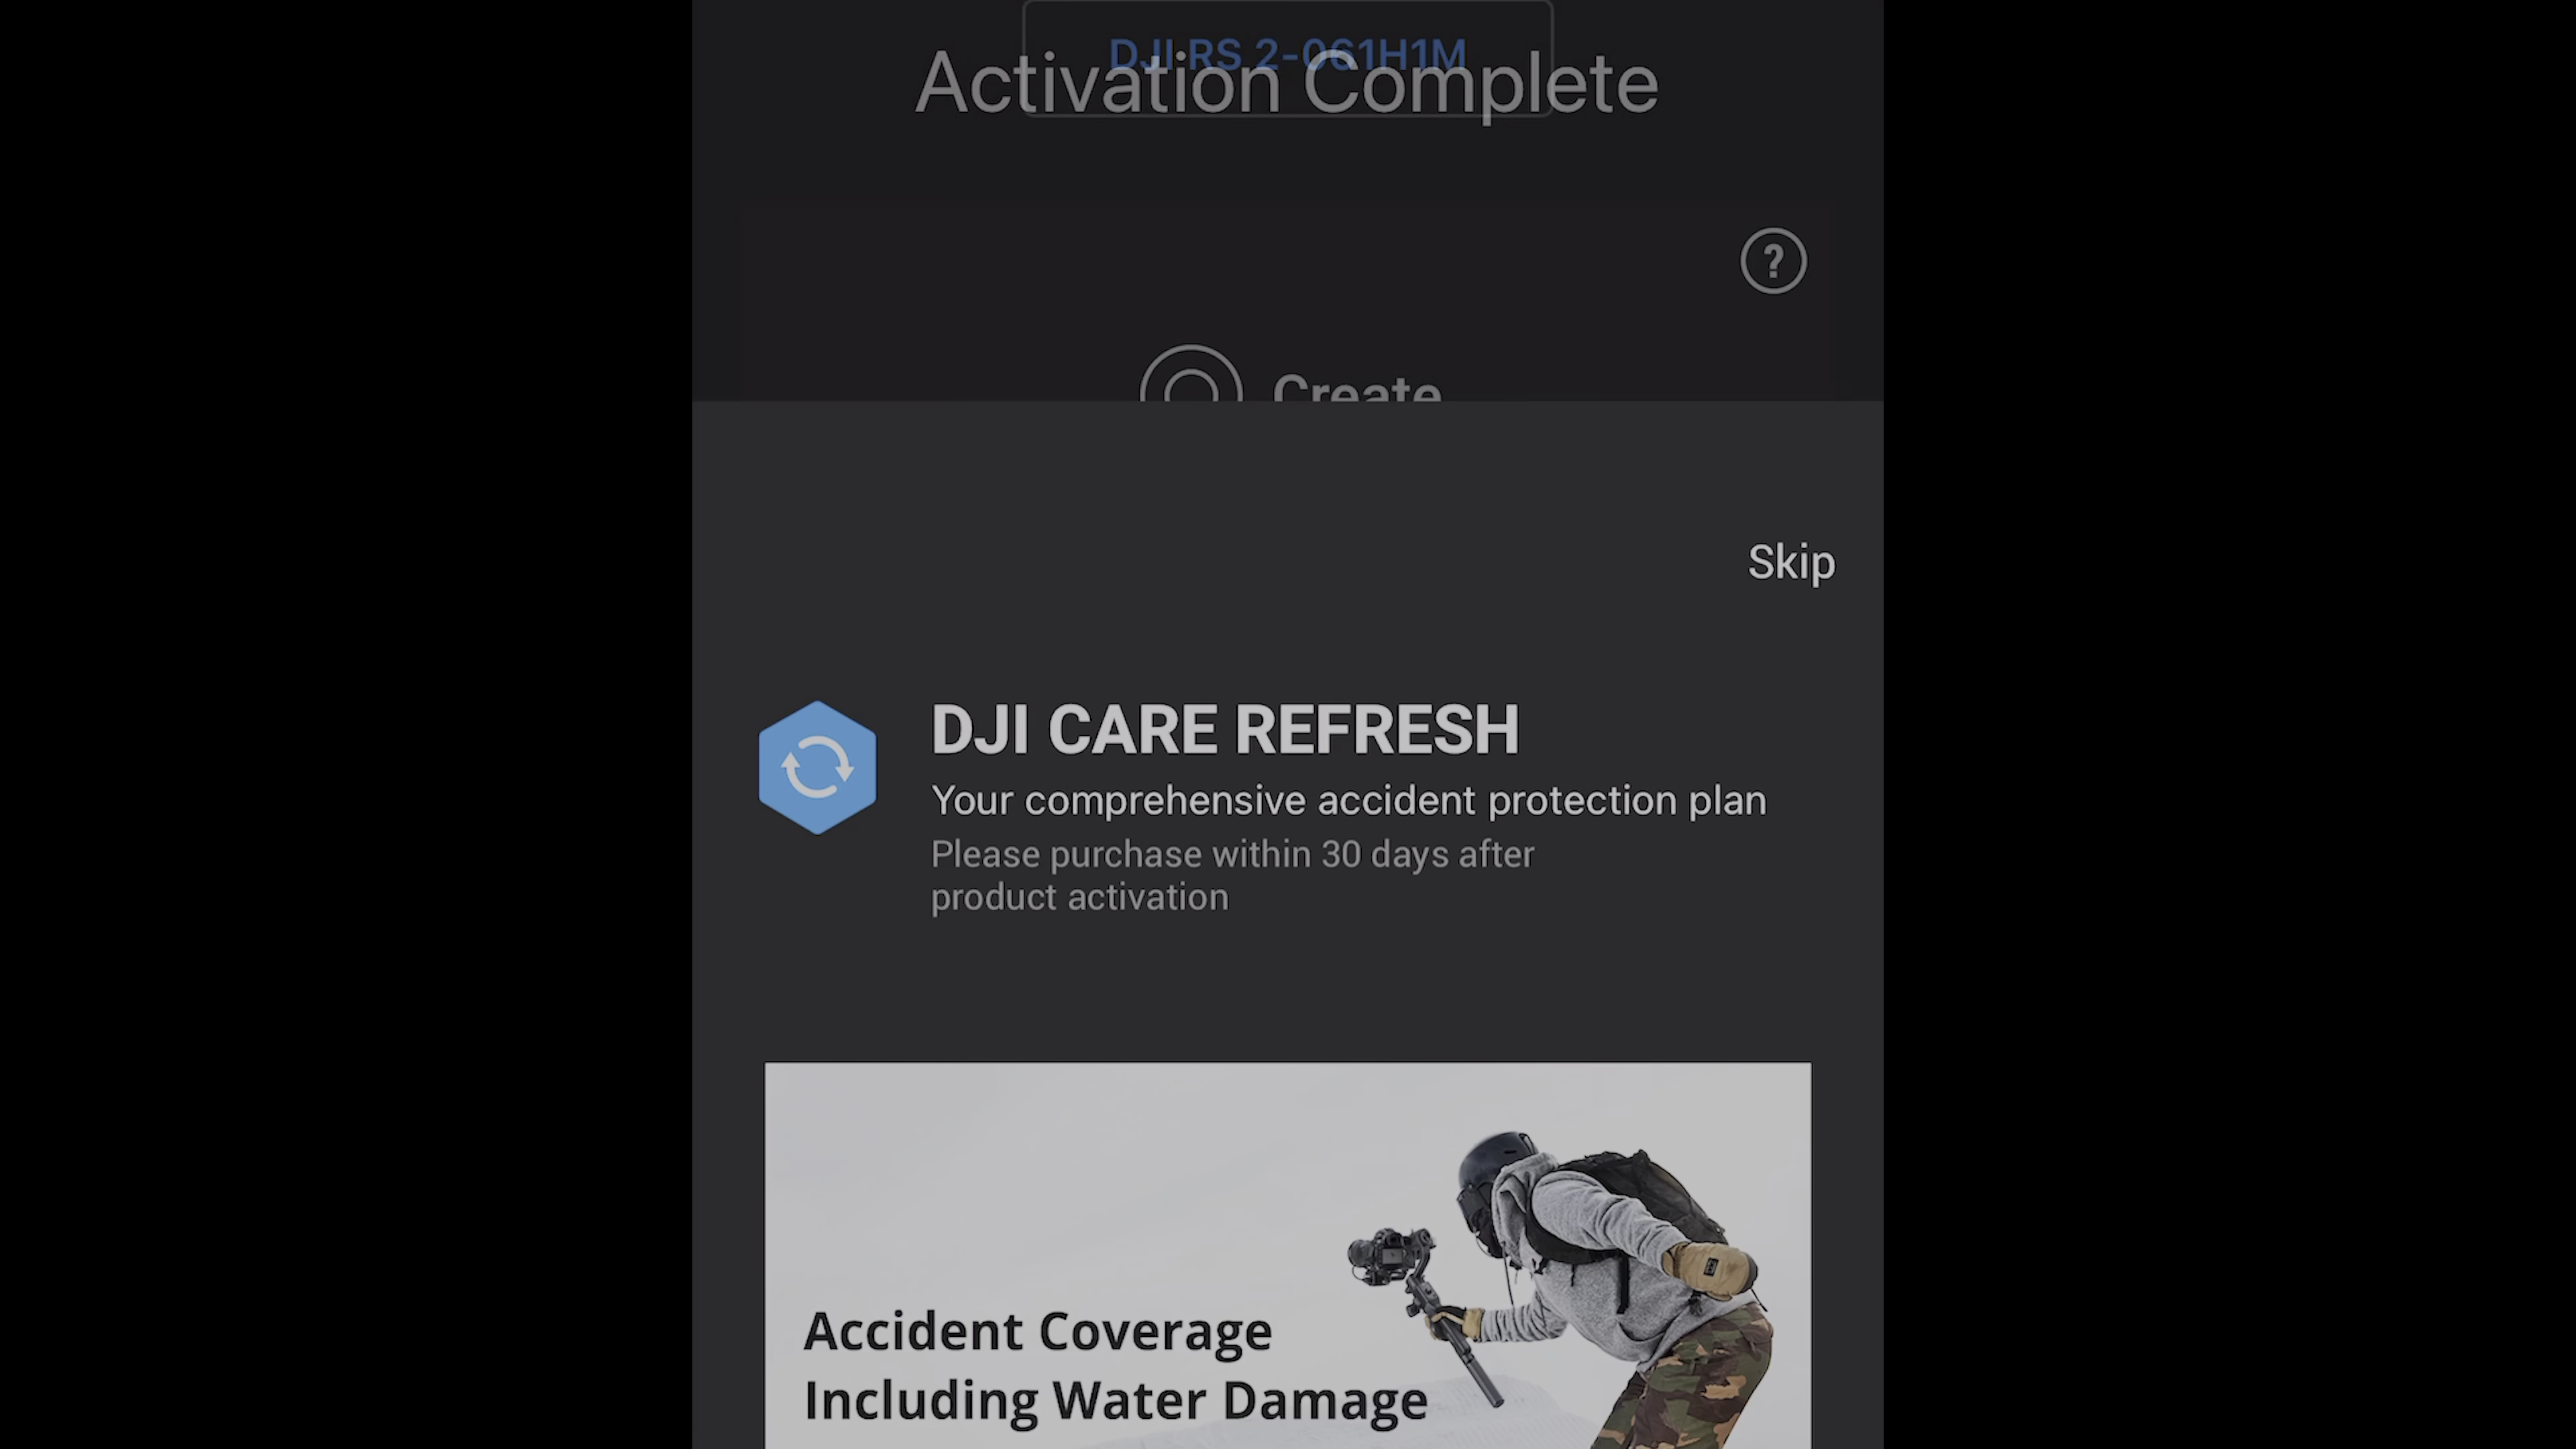 DJI RS 2-061H1M
Activation Complete
?
Create
Skip
DJI CARE REFRESH
Your comprehensive accident protection plan
Please purchase within 30 days after
product activation
Accident Coverage
Including Water Damage